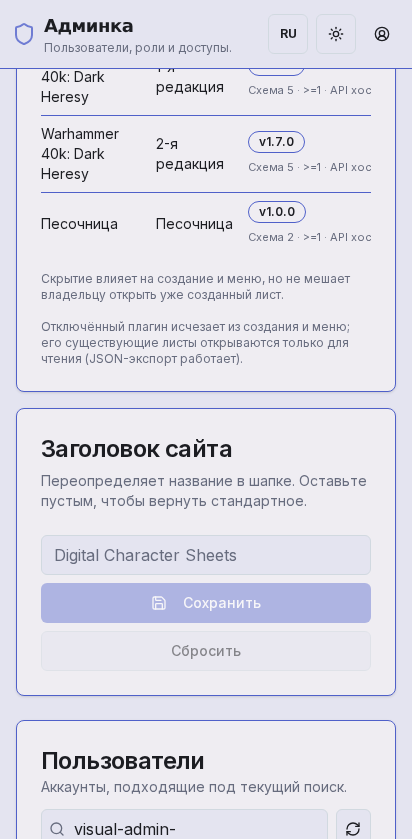 Админка
Пользователи, роли и доступы.
RU
40k: Dark
Heresy
редакция
Схема 5 · >=1 · API хос
Warhammer
40k: Dark
Heresy
2-я
редакция
v1.7.0
Схема 5 · >=1 · API хос
Песочница
Песочница
v1.0.0
Схема 2 · >=1 · API хос
Скрытие влияет на создание и меню, но не мешает
владельцу открыть уже созданный лист.
Отключённый плагин исчезает из создания и меню;
его существующие листы открываются только для
чтения (JSON-экспорт работает).
Заголовок сайта
Переопределяет название в шапке. Оставьте
пустым, чтобы вернуть стандартное.
Digital Character Sheets
Сохранить
Сбросить
Пользователи
Аккаунты, подходящие под текущий поиск.
visual-admin-